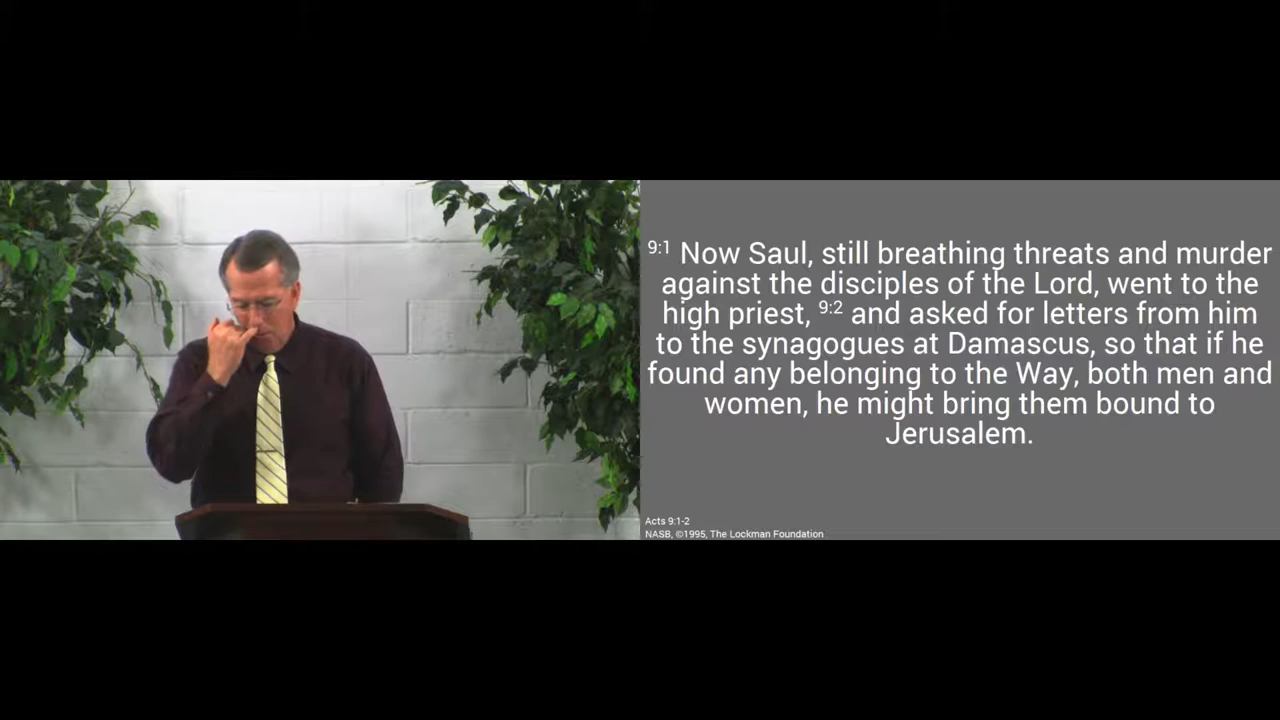 9:1 Now Saul, still breathing threats and murder
against the disciples of the Lord, went to the
high priest, 9:2 and asked for letters from him
to the synagogues at Damascus, so that if he
found any belonging to the Way, both men and
women, he might bring them bound to
Jerusalem.
Acts 9:1-2
NASB, ©1995, The Lockman Foundation